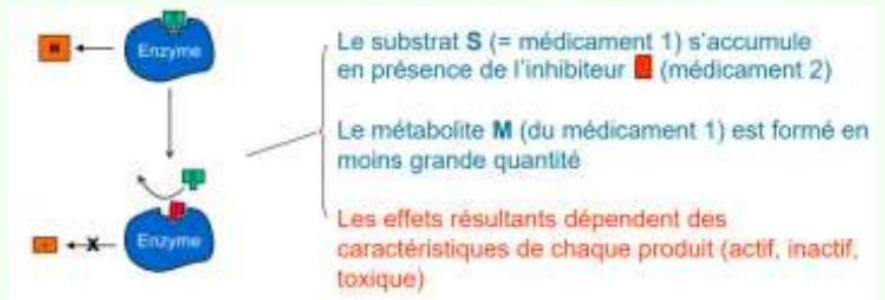 M
Enzyme
Le substrat S (= médicament 1) s'accumule
en présence de l'inhibiteur (médicament 2)
Le métabolite M (du médicament 1) est formé en
moins grande quantité
Enzyme
Les effets résultants dépendent des
caractéristiques de chaque produit (actif, inactif,
toxique)